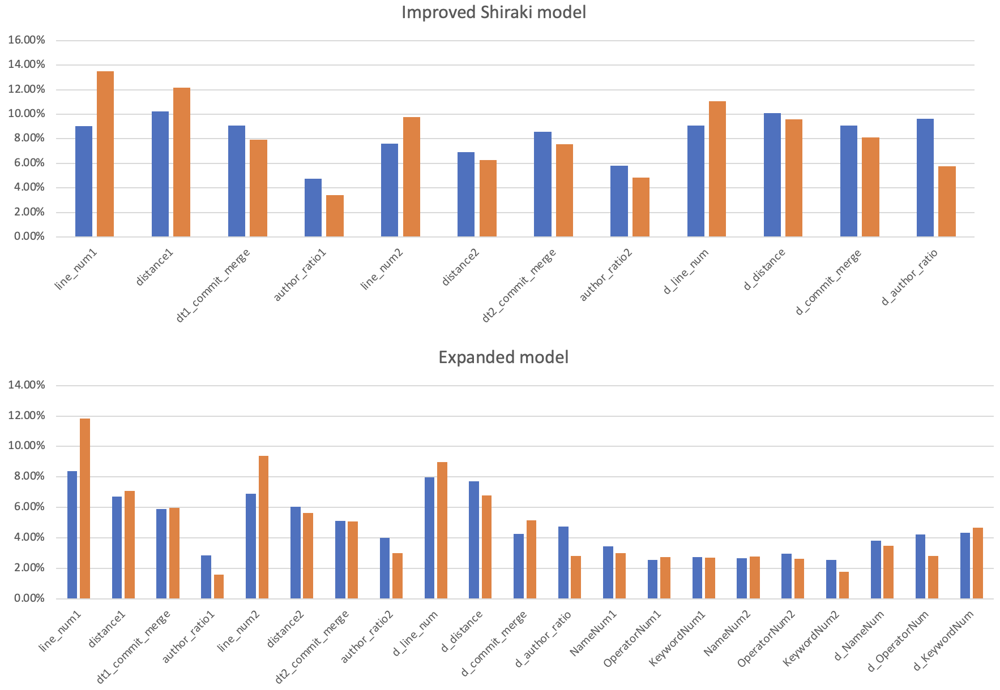 Improved Shiraki model
16.00%
14.00%
12.00%
10.00%
8.00%
6.00%
4.00%
2.00%
0.00%
line_num1
distance1
dt1_commit_merge
author_ratio1
line_num2
distance2
dt2_commit_merge
author_ratio2
d_line_num
d_distance
d_commit_merge
d_author_ratio
Expanded model
14.00%
12.00%
10.00%
8.00%
6.00%
4.00%
2.00%
0.00%
line_num1
distance1
dt1_commit_merge
author_ratio1
line_num2
distance2
dt2_commit_merge
author_ratio2
d_line_num
d_distance
d_commit_merge
d_author_ratio
NameNum1
OperatorNum1
KeywordNum1
NameNum2
OperatorNum2
KeywordNum2
d_NameNum
d_OperatorNum
d_KeywordNum